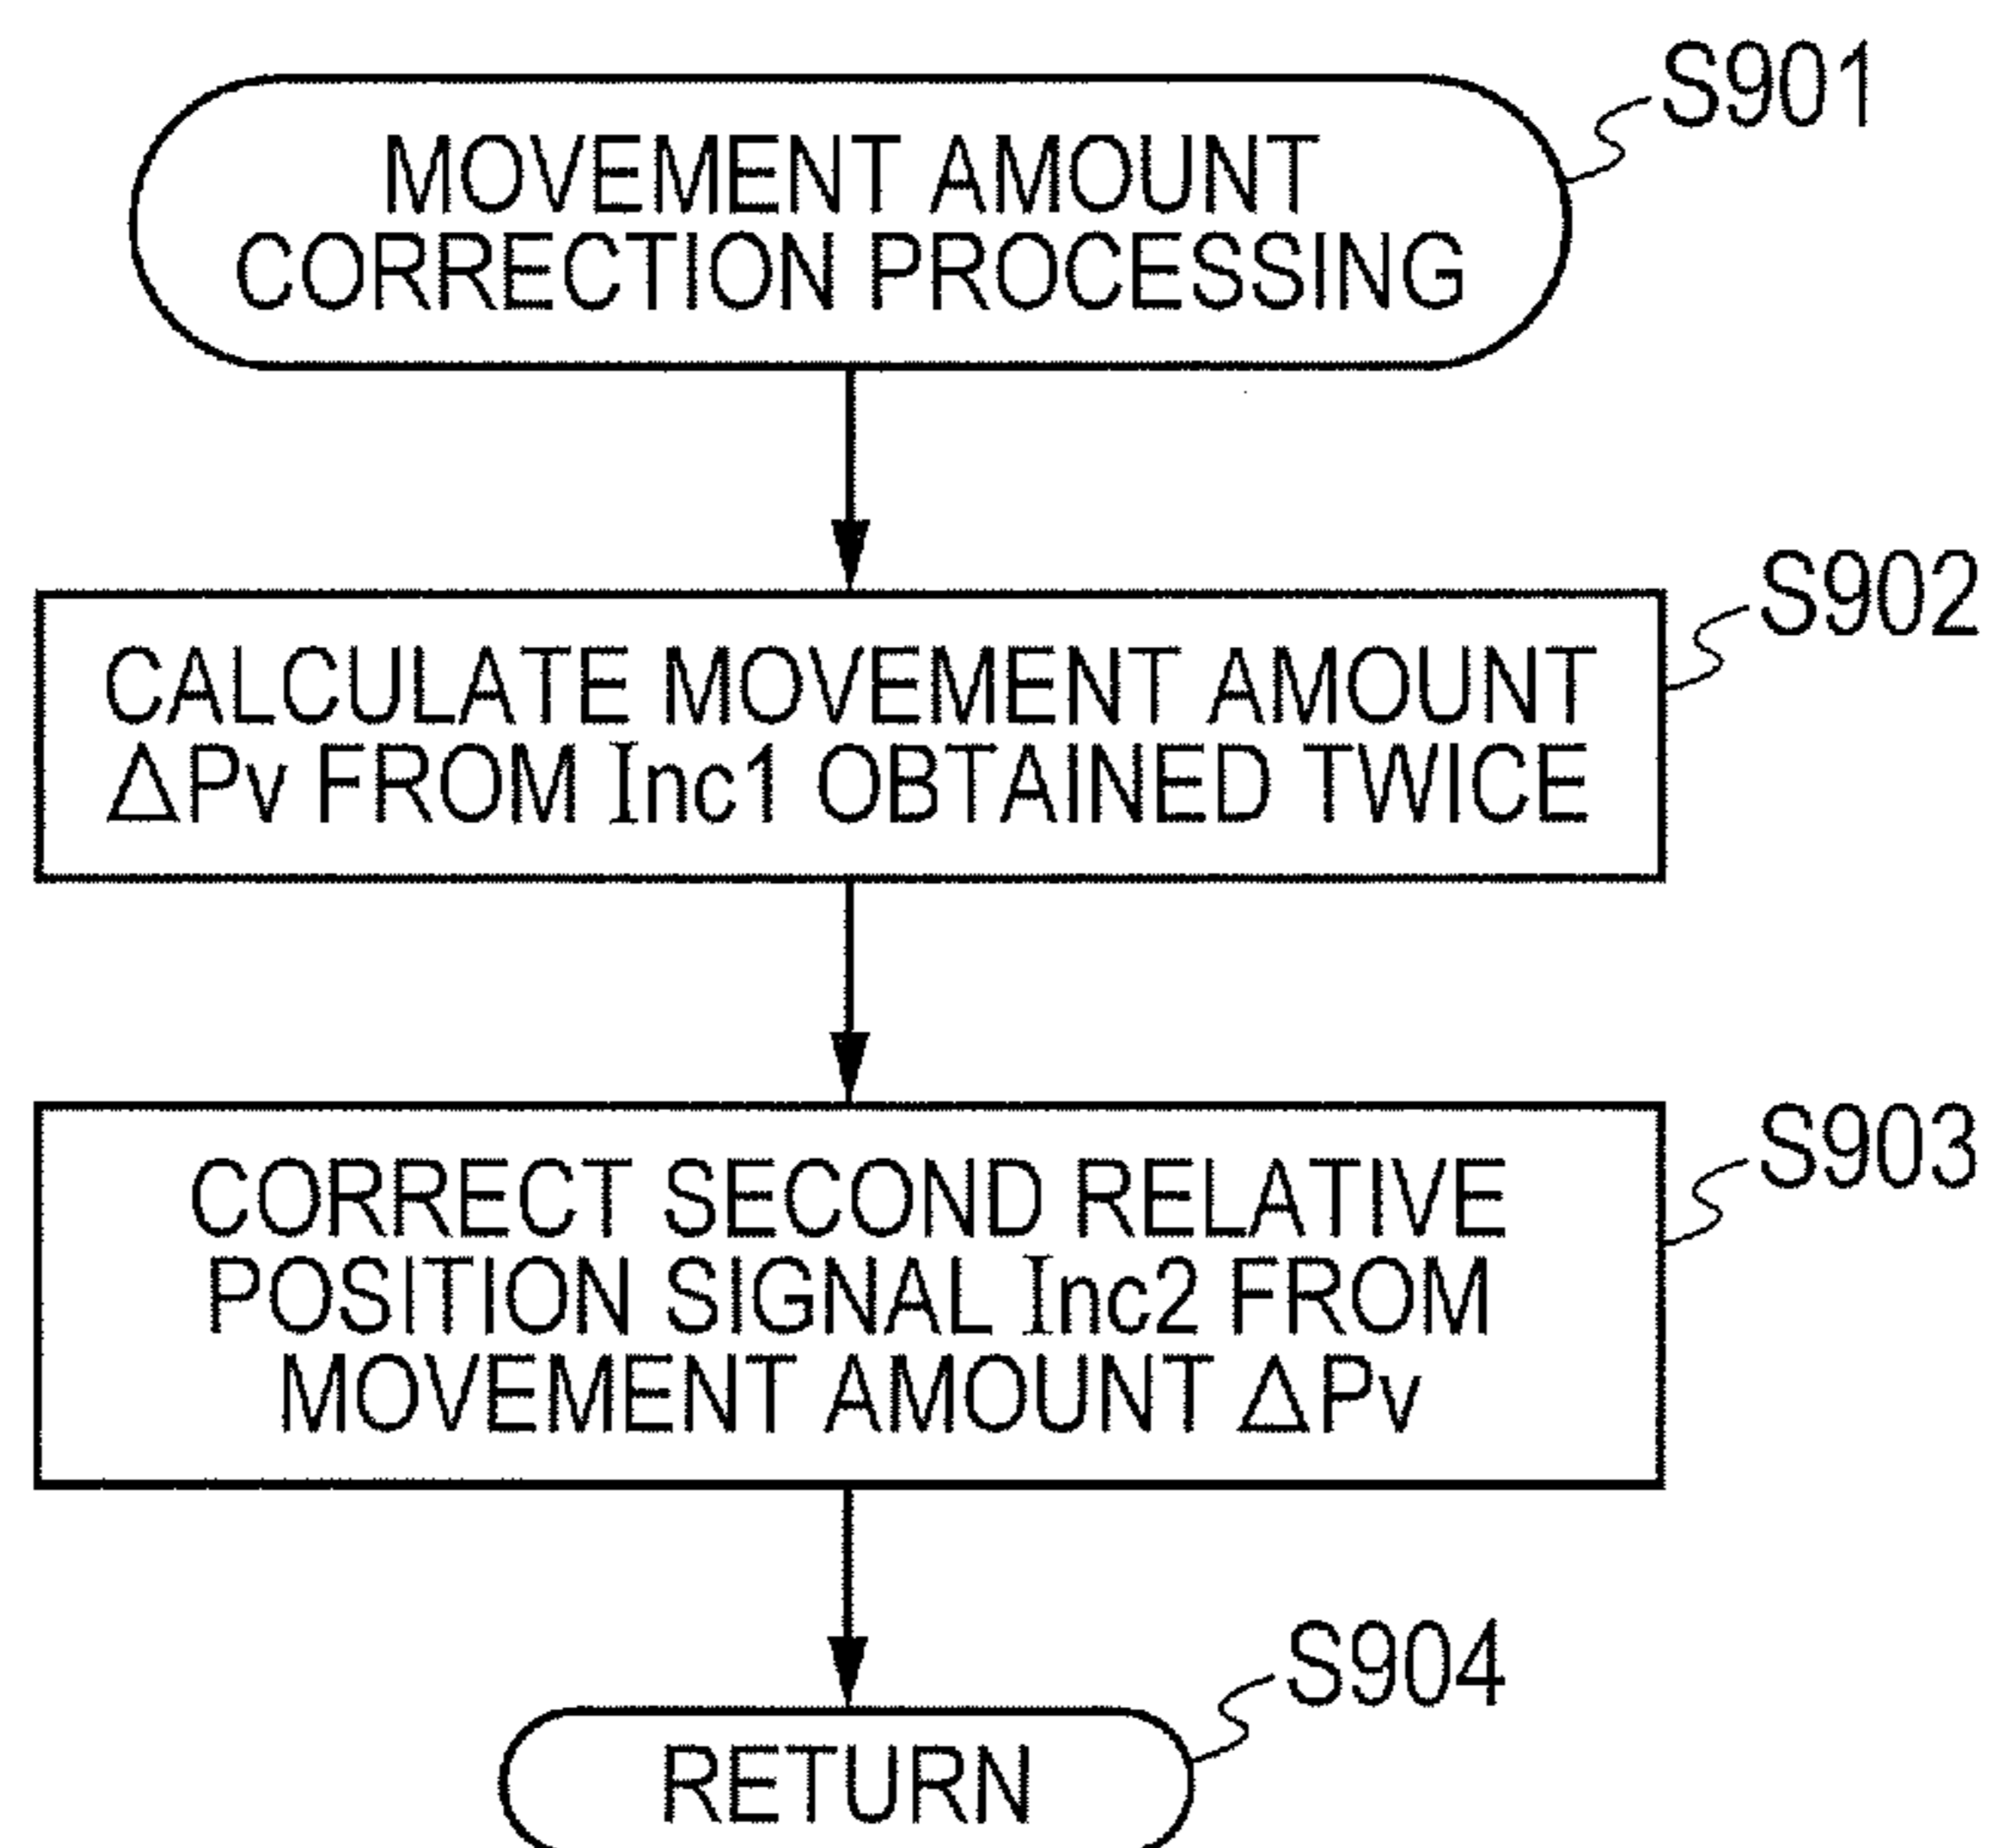 S901
MOVEMENT AMOUNT
CORRECTION PROCESSING
S902
CALCULATE MOVEMENT AMOUNT
ΔPv FROM Inc1 OBTAINED TWICE
S903
CORRECT SECOND RELATIVE
POSITION SIGNAL Inc2 FROM
MOVEMENT AMOUNT ΔPv
S904
RETURN